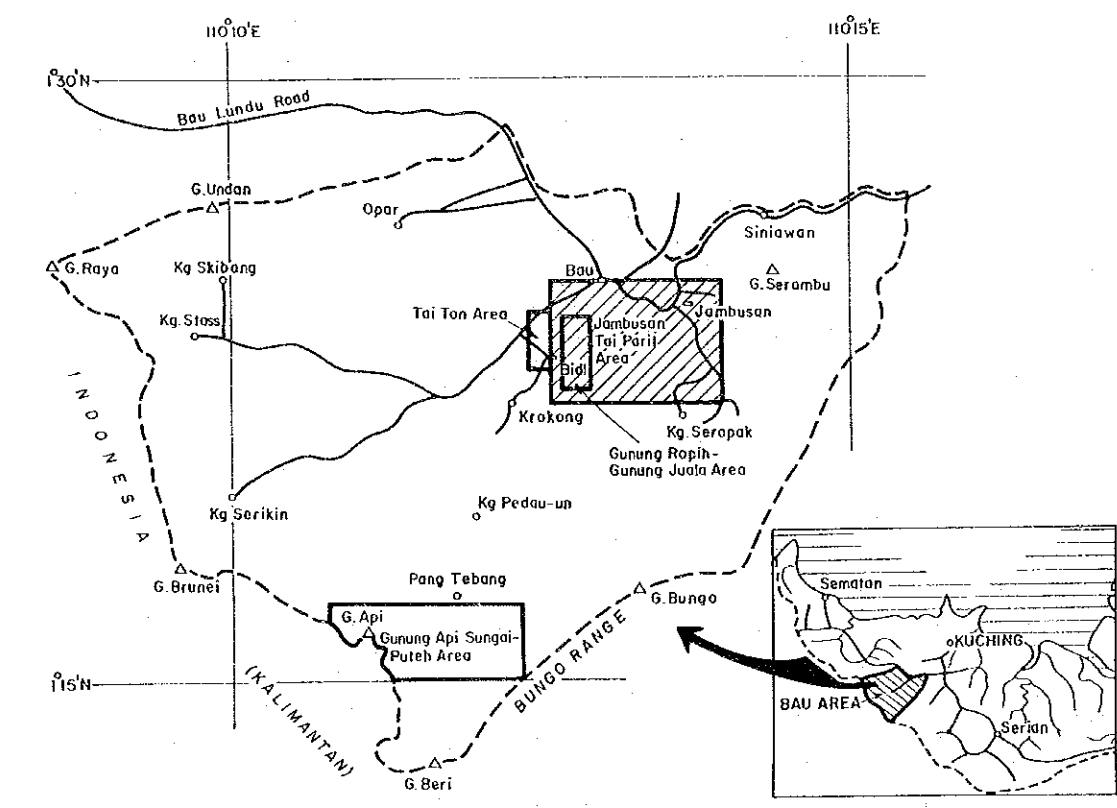 110°10'E
110°15'E
1°30'N
Bau Lundu Road
G.Undan
Opar
Siniawan
G.Raya
Kg Skibang
Bau
G.Serambu
Jambusan
Tai Ton Area
Kg. Stass
Jambusan
Tai Parit
Area
Bidi
Krokong
Kg. Serapak
Gunung Ropih-
Gunung Juala Area
INDONESIA
Kg Serikin
Kg Pedau-un
G.Brunei
Pang Tebang
G.Bungo
Sematan
G. Api
Gunung Api Sungai-
Puteh Area
KUCHING
1°15'N
BUNGO RANGE
(KALIMANTAN)
BAU AREA
Serian
G.Beri